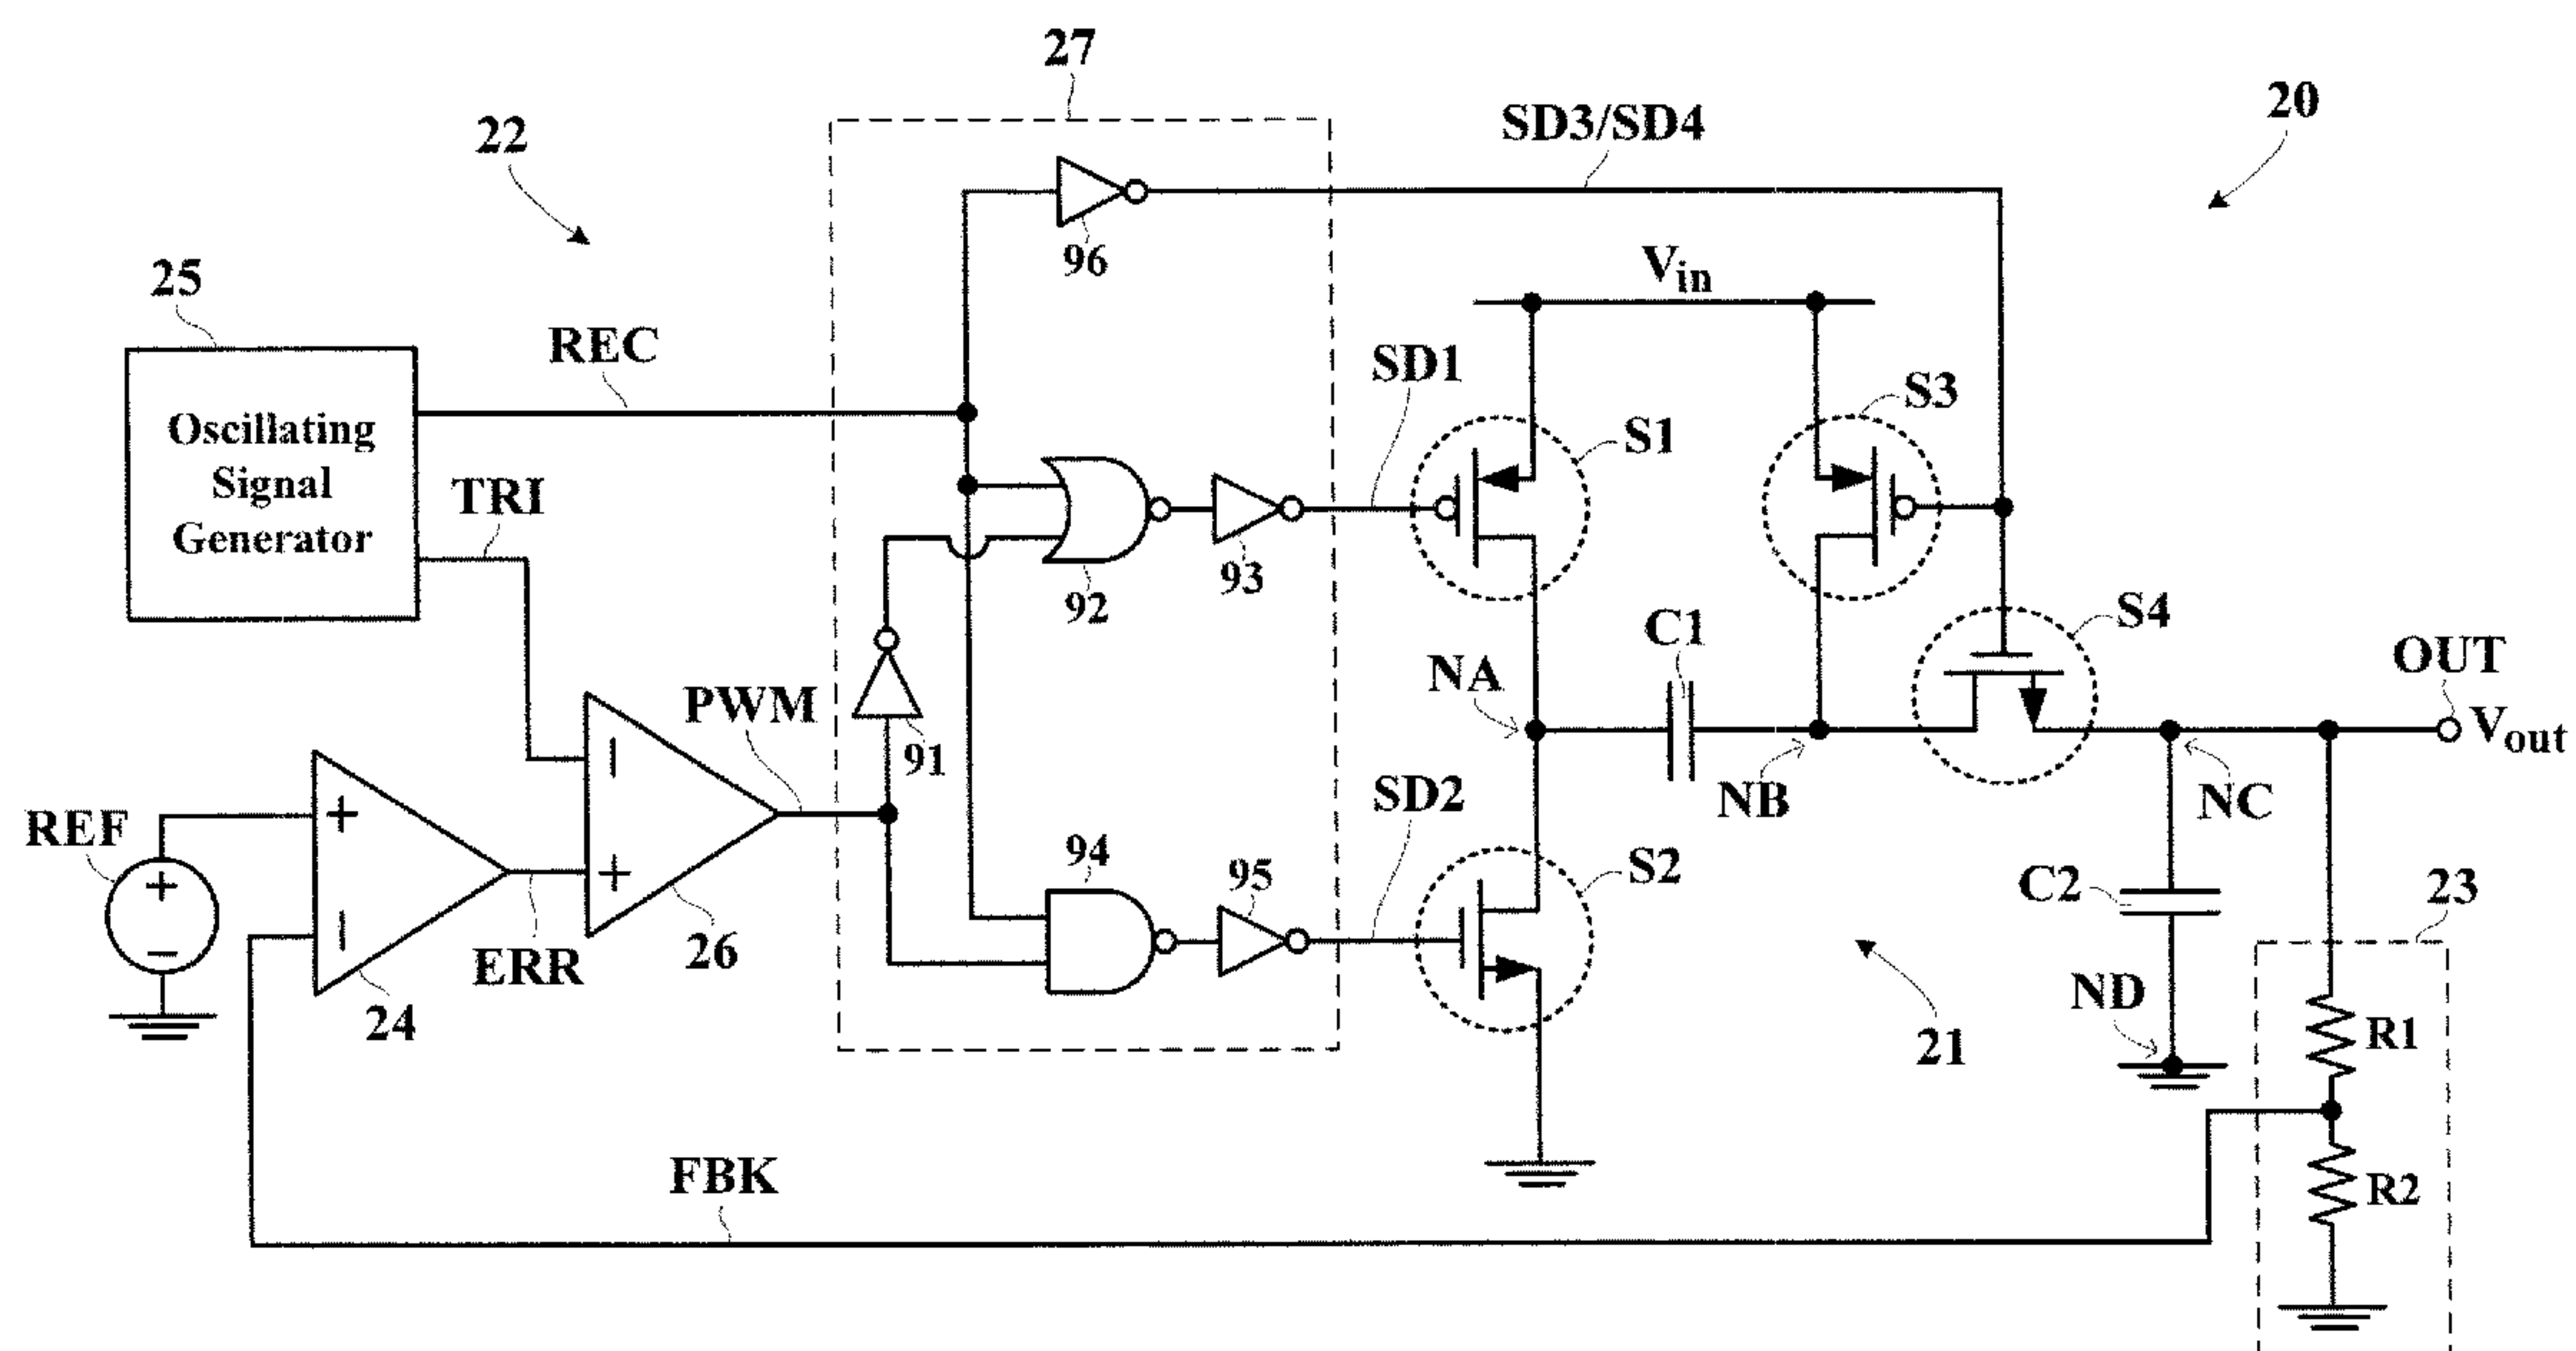 27
20
SD3/SD4
22
96
V_in
25
REC
SD1
S3
S1
Oscillating
Signal
Generator
TRI
93
92
S4
C1
OUT
NA
PWM
V_out
91
NB
NC
SD2
REF
+
−
+
−
−
+
94
95
S2
C2
23
26
ERR
24
ND
21
R1
FBK
R2